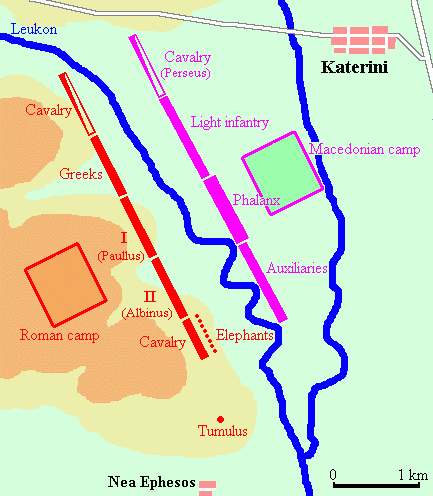 Leukon
Katerini
Cavalry
(Perseus)
Cavalry
Light infantry
Macedonian camp
Greeks
Phalanx
I
(Paullus)
Auxiliaries
II
(Albinus)
Roman camp
Elephants
Cavalry
Tumulus
Nea Ephesos
0
1 km